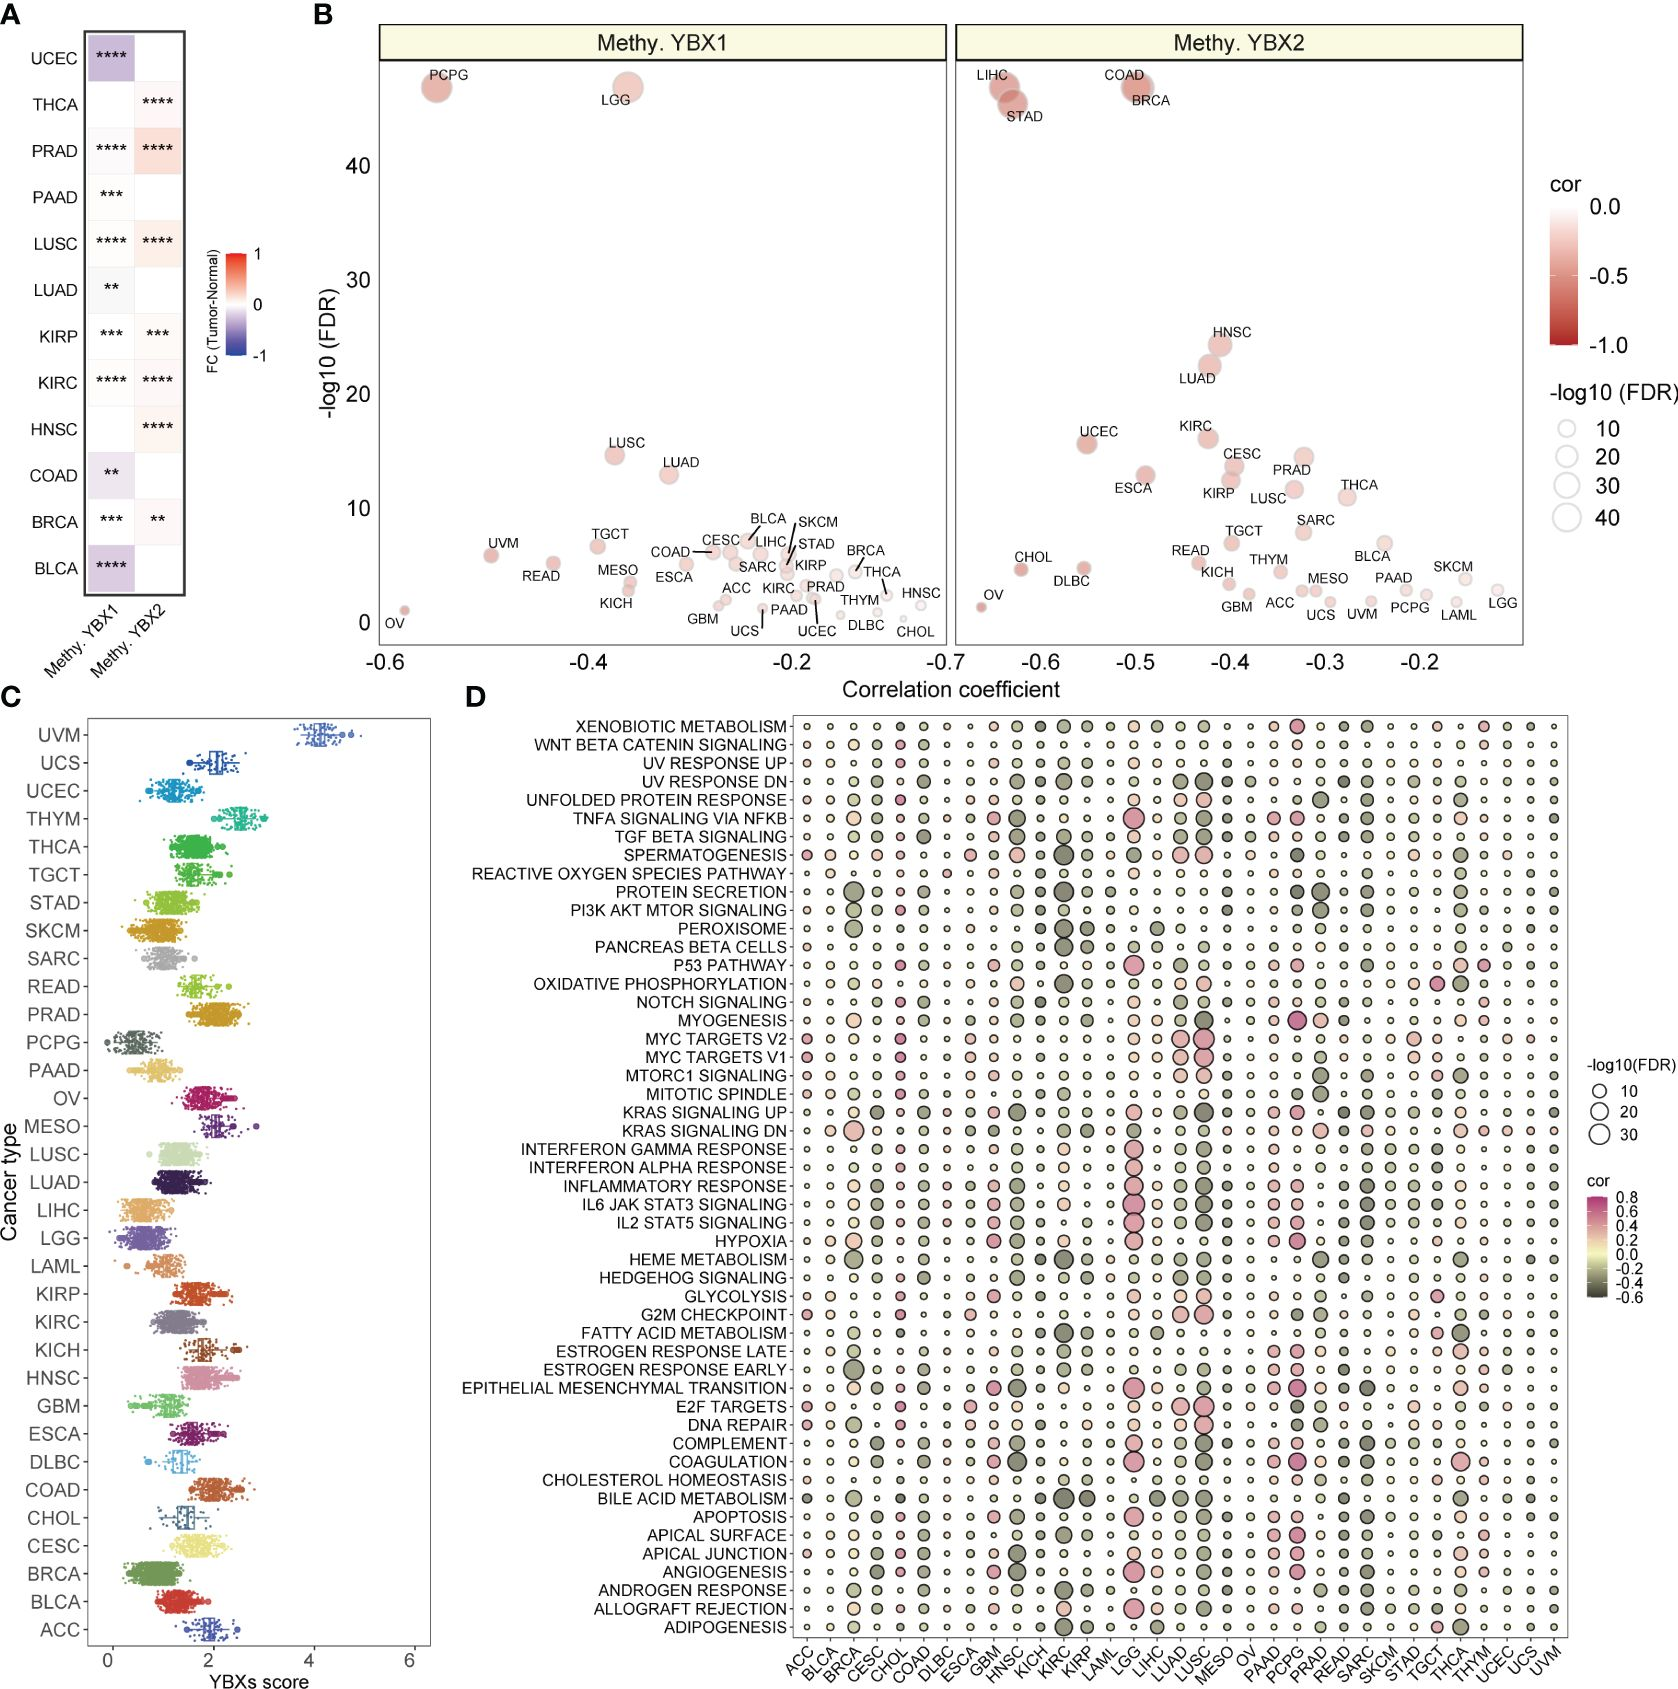 A
UCEC ****
THCA ****
PRAD **** ****
PAAD ***
LUSC **** ****
LUAD **
KIRP *** ***
KIRC **** ****
HNSC ****
COAD **
BRCA *** **
BLCA ****
Methy. YBX1
Methy. YBX2
FC (Tumor-Normal)
1
0
-1
B
Methy. YBX1
PCPG
LGG
LUSC
LUAD
UVM
READ
TGCT
MESO
KICH
COAD
CESC
BLCA
LIHC
SKCM
STAD
ESCA
SARC
KIRP
BRCA
ACC
KIRC
PRAD
THCA
GBM
PAAD
THYM
HNSC
UCS
UCEC
DLBC
CHOL
OV
Methy. YBX2
LIHC
STAD
COAD
BRCA
HNSC
LUAD
UCEC
KIRC
ESCA
CESC
KIRP
PRAD
LUSC
THCA
TGCT
SARC
BLCA
CHOL
DLBC
READ
KICH
THYM
GBM
ACC
MESO
UCS
UVM
PAAD
PCPG
SKCM
LAML
LGG
OV
40
30
20
10
0
-log10 (FDR)
-0.6 -0.4 -0.2 -0.7 -0.6 -0.5 -0.4 -0.3 -0.2
Correlation coefficient
cor
0.0
-0.5
-1.0
-log10 (FDR)
10
20
30
40
C
Cancer type
UVM
UCS
UCEC
THYM
THCA
TGCT
STAD
SKCM
SARC
READ
PRAD
PCPG
PAAD
OV
MESO
LUSC
LUAD
LIHC
LGG
LAML
KIRP
KIRC
KICH
HNSC
GBM
ESCA
DLBC
COAD
CHOL
CESC
BRCA
BLCA
ACC
0 2 4 6
YBXs score
D
XENOBIOTIC METABOLISM
WNT BETA CATENIN SIGNALING
UV RESPONSE UP
UV RESPONSE DN
UNFOLDED PROTEIN RESPONSE
TNFA SIGNALING VIA NFKB
TGF BETA SIGNALING
SPERMATOGENESIS
REACTIVE OXYGEN SPECIES PATHWAY
PROTEIN SECRETION
PI3K AKT MTOR SIGNALING
PEROXISOME
PANCREAS BETA CELLS
P53 PATHWAY
OXIDATIVE PHOSPHORYLATION
NOTCH SIGNALING
MYOGENESIS
MYC TARGETS V2
MYC TARGETS V1
MTORC1 SIGNALING
MITOTIC SPINDLE
KRAS SIGNALING UP
KRAS SIGNALING DN
INTERFERON GAMMA RESPONSE
INTERFERON ALPHA RESPONSE
INFLAMMATORY RESPONSE
IL6 JAK STAT3 SIGNALING
IL2 STAT5 SIGNALING
HYPOXIA
HEME METABOLISM
HEDGEHOG SIGNALING
GLYCOLYSIS
G2M CHECKPOINT
FATTY ACID METABOLISM
ESTROGEN RESPONSE LATE
ESTROGEN RESPONSE EARLY
EPITHELIAL MESENCHYMAL TRANSITION
E2F TARGETS
DNA REPAIR
COMPLEMENT
COAGULATION
CHOLESTEROL HOMEOSTASIS
BILE ACID METABOLISM
APOPTOSIS
APICAL SURFACE
APICAL JUNCTION
ANGIOGENESIS
ANDROGEN RESPONSE
ALLOGRAFT REJECTION
ADIPOGENESIS
ACC BLCA BRCA CESC CHOL COAD DLBC ESCA GBM HNSC KICH KIRC KIRP LAML LGG LIHC LUAD LUSC MESO OV PAAD PCPG PRAD READ SARC SKCM STAD TGCT THCA THYM UCEC UCS UVM
-log10(FDR)
10
20
30
cor
0.8
0.6
0.4
0.2
0.0
-0.2
-0.4
-0.6